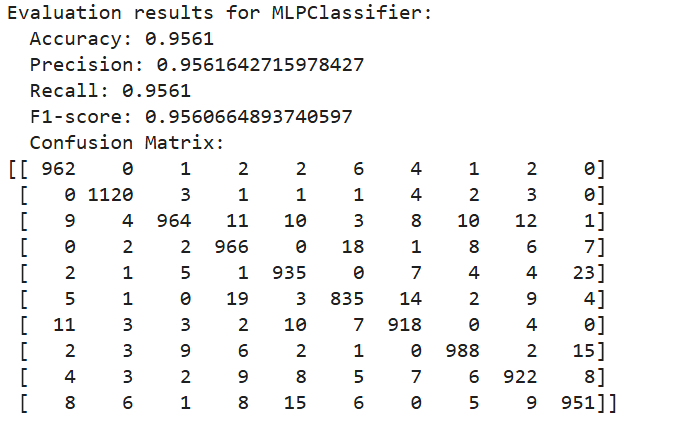 Evaluation results for MLPClassifier:
  Accuracy: 0.9561
  Precision: 0.9561642715978427
  Recall: 0.9561
  F1-score: 0.9560664893740597
  Confusion Matrix:
[[ 962    0    1    2    2    6    4    1    2    0]
 [   0 1120    3    1    1    1    4    2    3    0]
 [   9    4  964   11   10    3    8   10   12    1]
 [   0    2    2  966    0   18    1    8    6    7]
 [   2    1    5    1  935    0    7    4    4   23]
 [   5    1    0   19    3  835   14    2    9    4]
 [  11    3    3    2   10    7  918    0    4    0]
 [   2    3    9    6    2    1    0  988    2   15]
 [   4    3    2    9    8    5    7    6  922    8]
 [   8    6    1    8   15    6    0    5    9  951]]